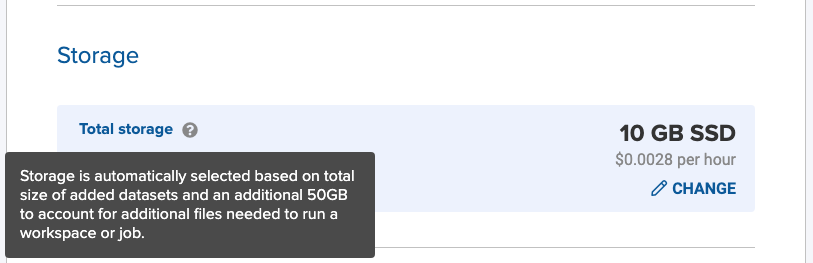 Storage
Total storage ?
10 GB SSD
$0.0028 per hour
CHANGE
Storage is automatically selected based on total
size of added datasets and an additional 50GB
to account for additional files needed to run a
workspace or job.